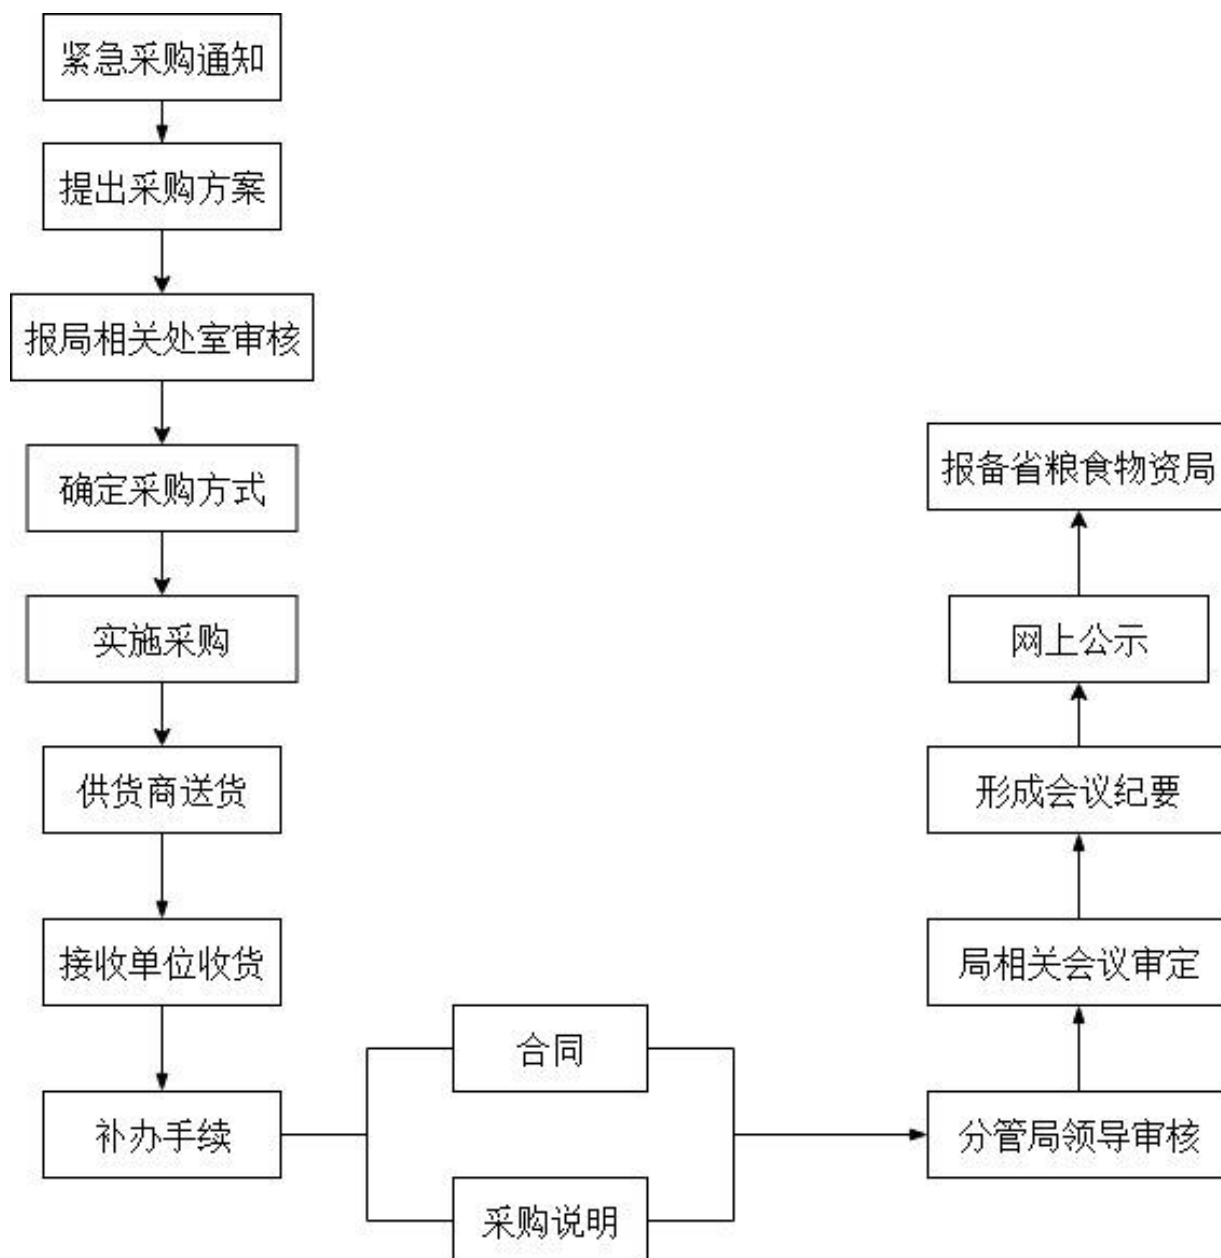 紧急采购通知
提出采购方案
报局相关处室审核
确定采购方式
实施采购
供货商送货
接收单位收货
补办手续
合同
采购说明
分管局领导审核
局相关会议审定
形成会议纪要
网上公示
报备省粮食物资局